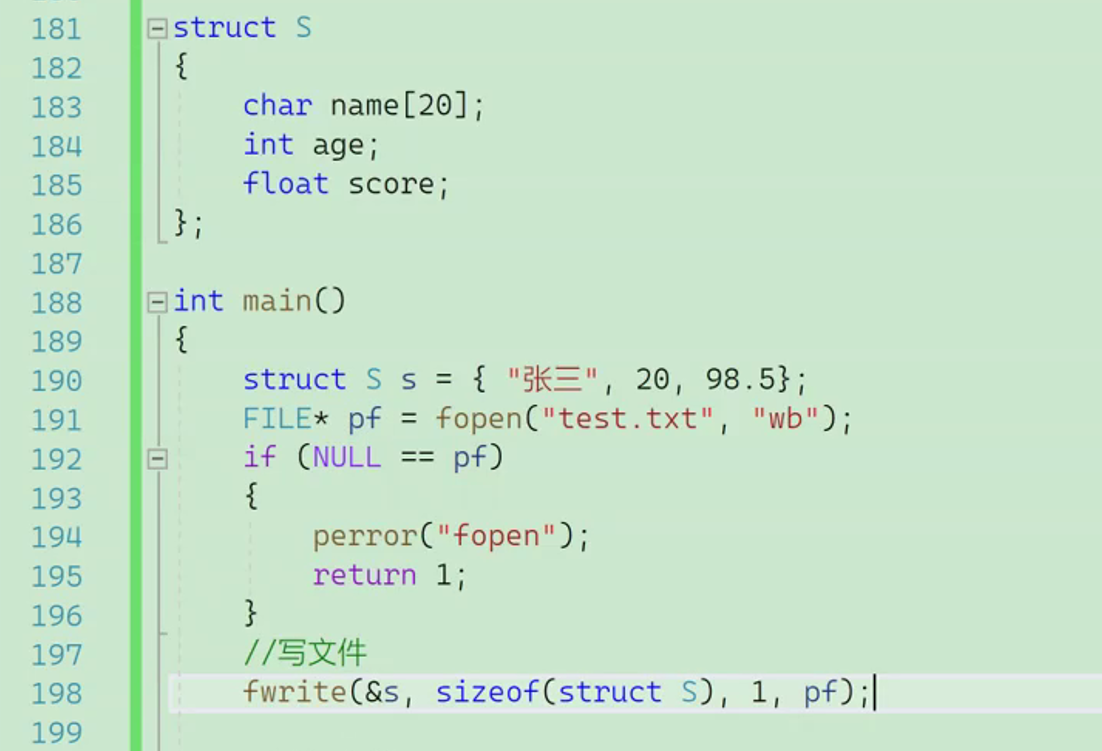 181 struct S
182 {
183     char name[20];
184     int age;
185     float score;
186 };
187
188 int main()
189 {
190     struct S s = { "张三", 20, 98.5};
191     FILE* pf = fopen("test.txt", "wb");
192     if (NULL == pf)
193     {
194         perror("fopen");
195         return 1;
196     }
197     //写文件
198     fwrite(&s, sizeof(struct S), 1, pf);
199